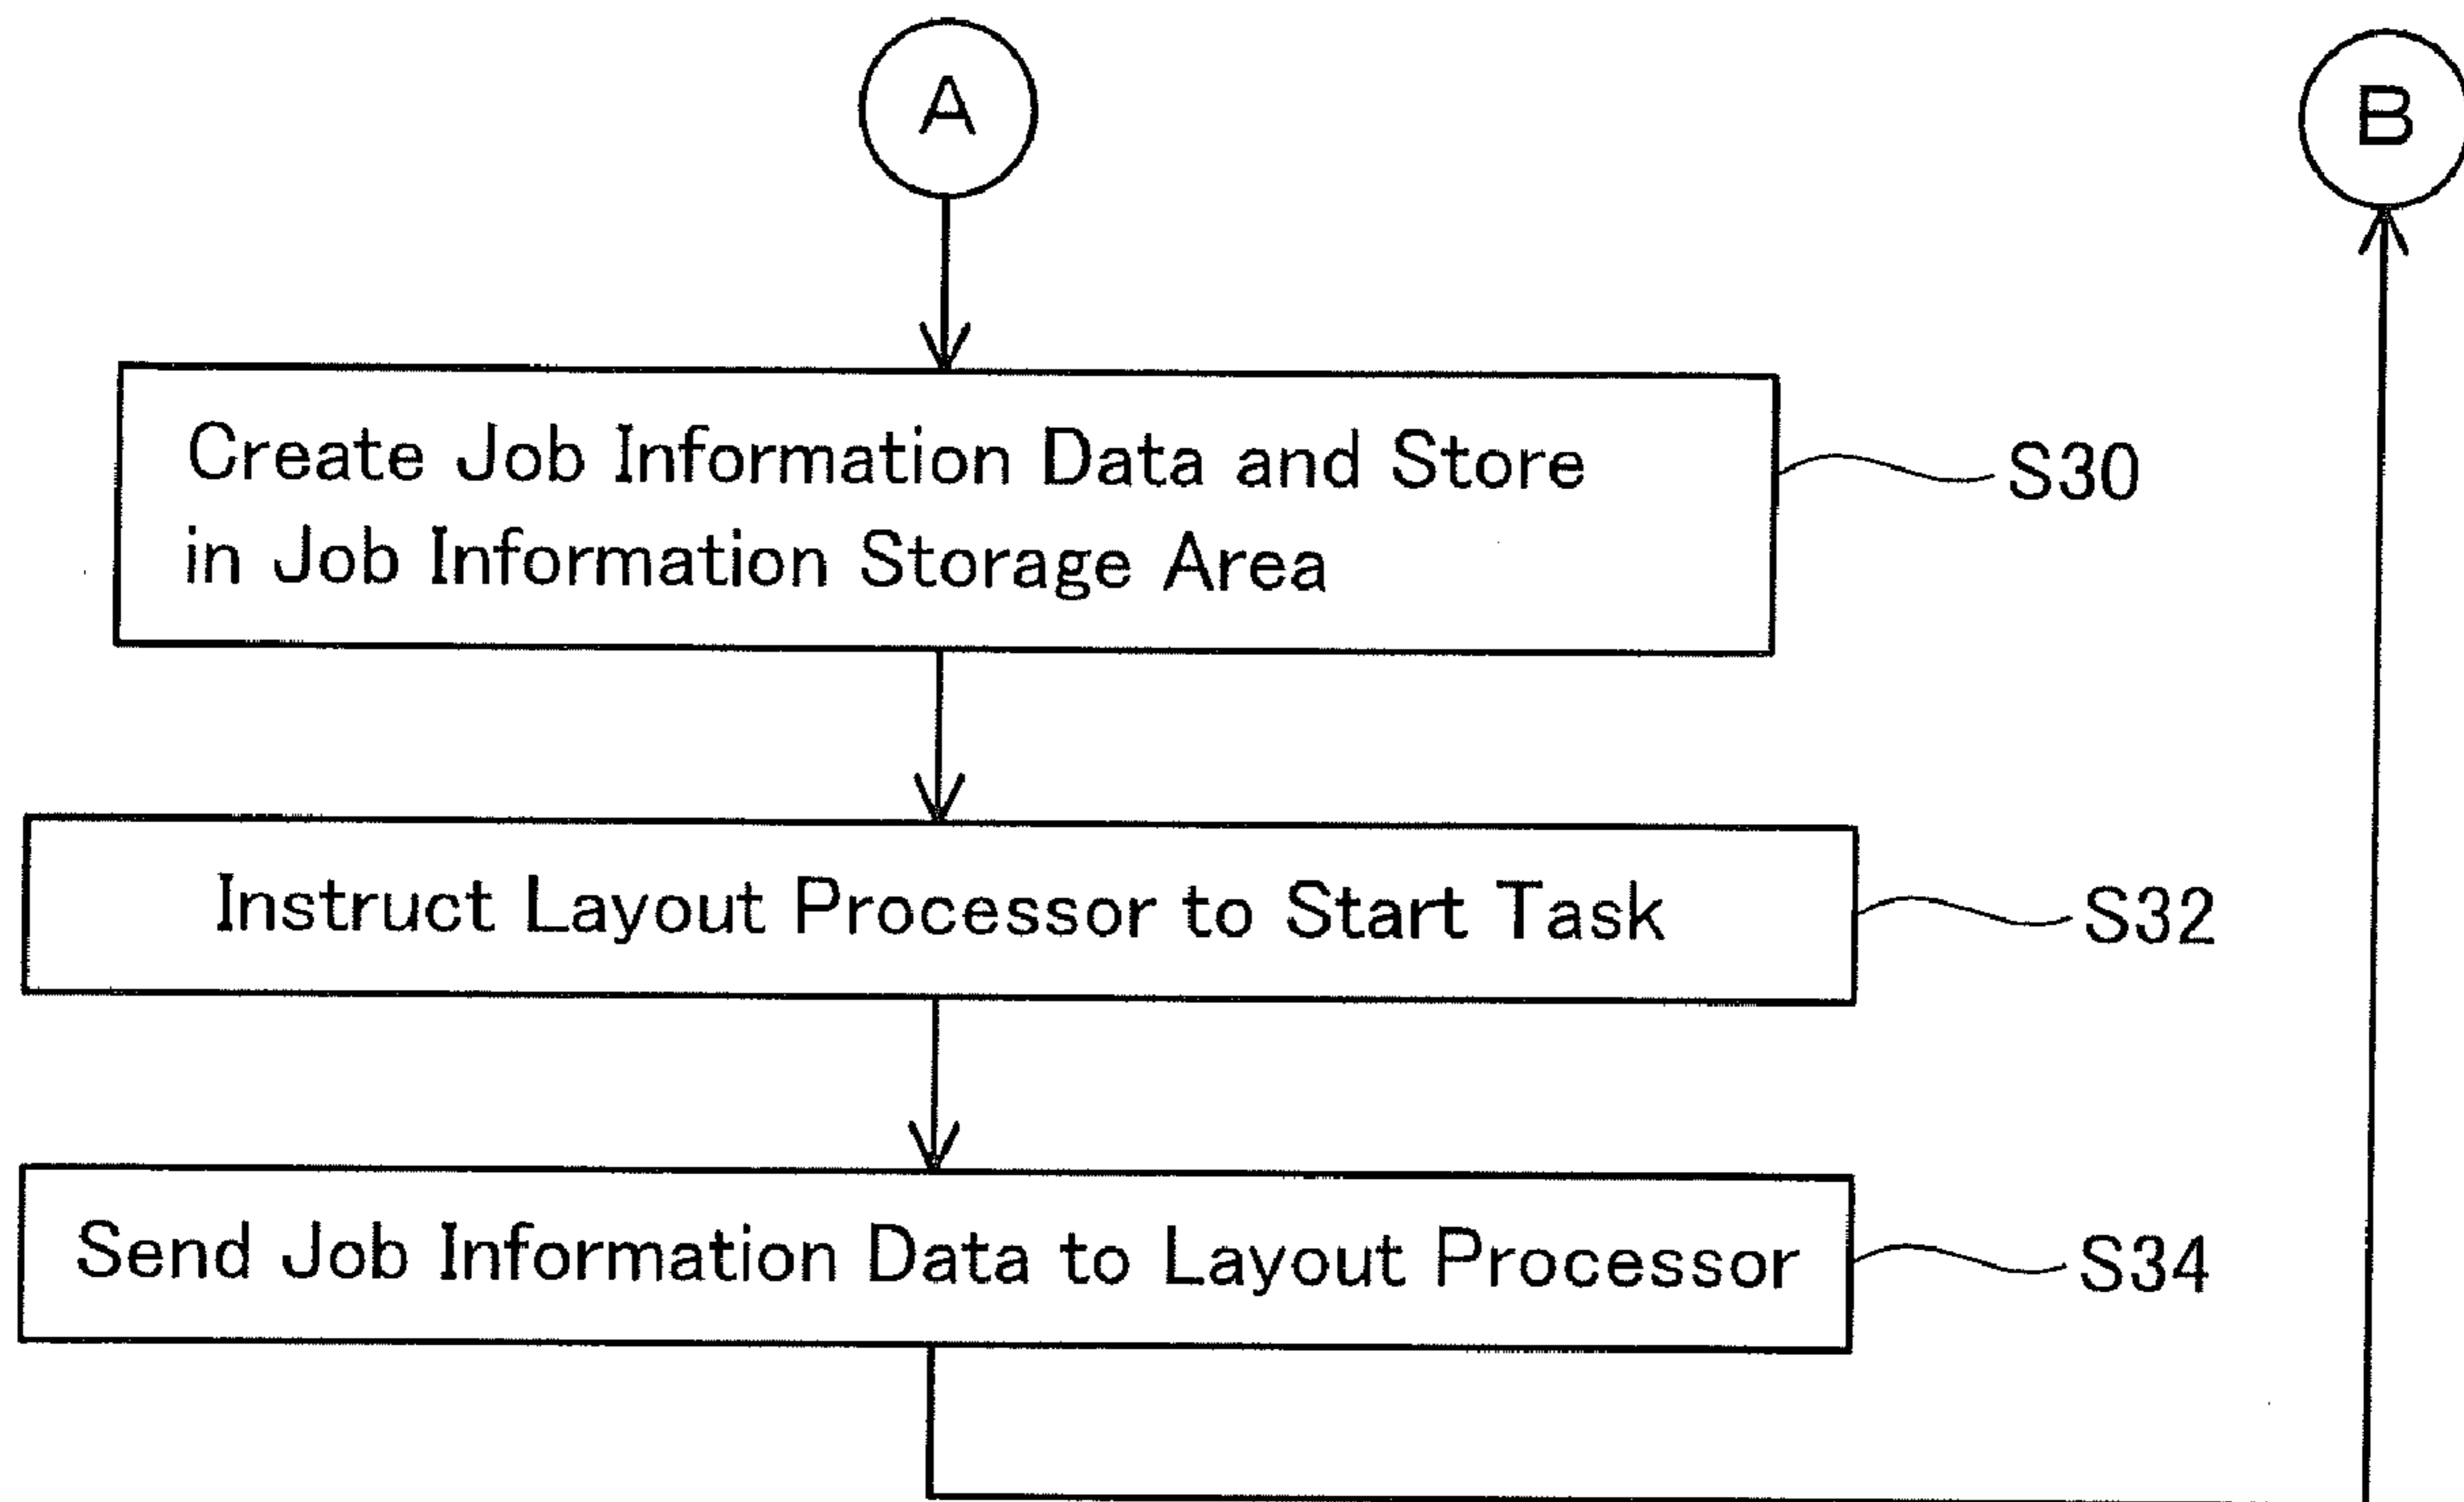 A
B
Create Job Information Data and Store
in Job Information Storage Area
S30
Instruct Layout Processor to Start Task
S32
Send Job Information Data to Layout Processor
S34